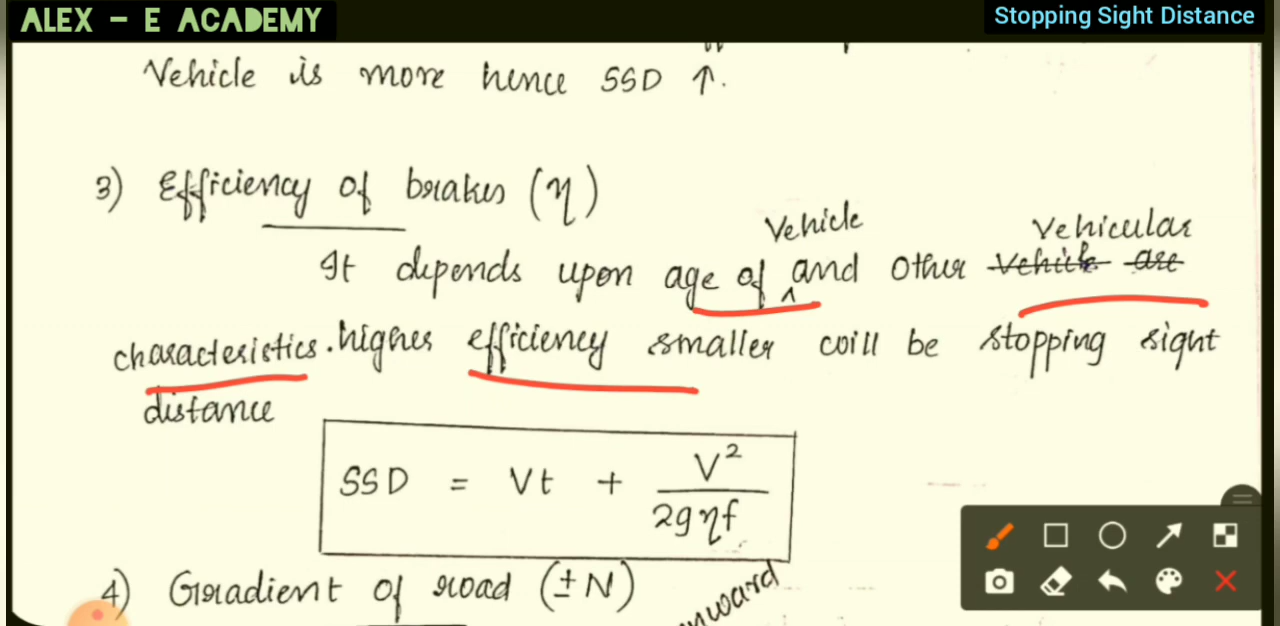 ALEX - E ACADEMY
Stopping Sight Distance
Vehicle is more hence SSD ↑.
3) Efficiency of brakes (η)
Vehicle
vehicular
It depends upon age of ^ and other vehicle are
characteristics. higher efficiency smaller will be stopping sight
distance
SSD = Vt + V² / 2gηf
4) Gradient of road (±N)